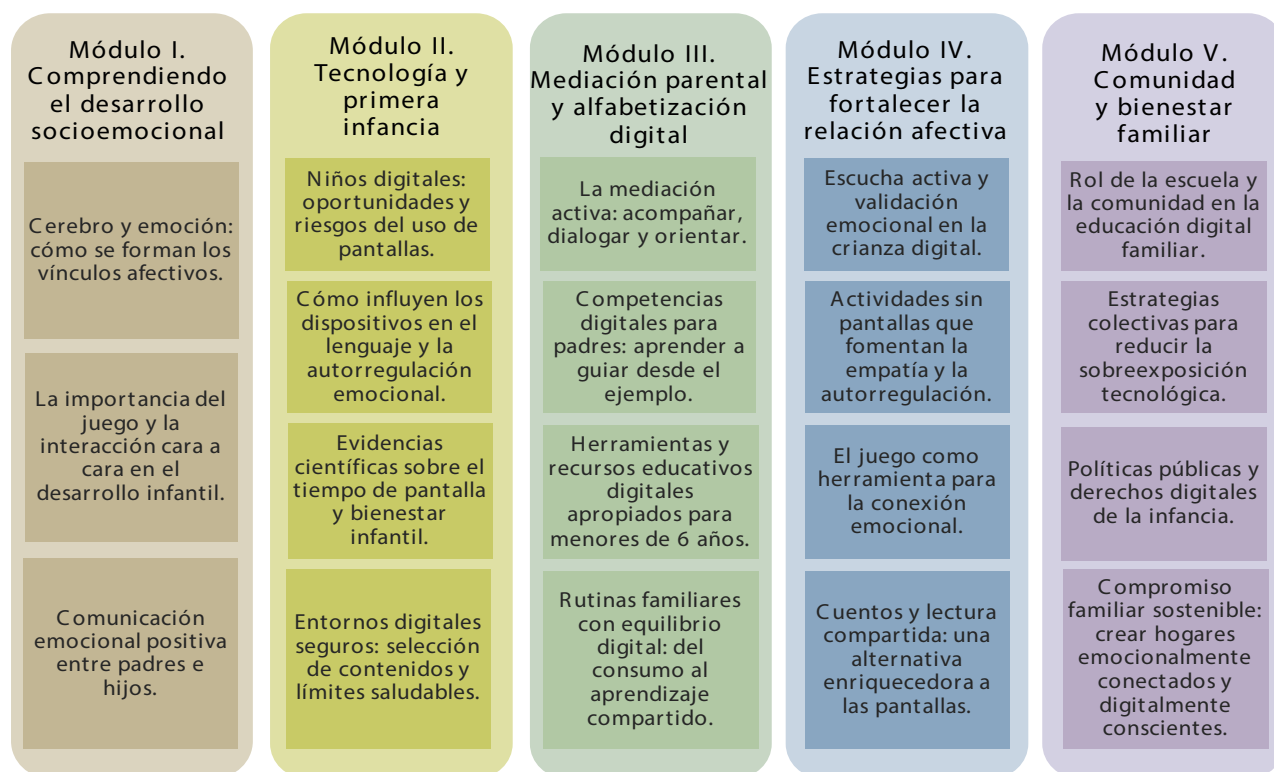 Módulo I.
Comprendiendo
el desarrollo
socioemocional
Cerebro y emoción:
cómo se forman los
vínculos afectivos.
La importancia del
juego y la
interacción cara a
cara en el
desarrollo infantil.
Comunicación
emocional positiva
entre padres e
hijos.
Módulo II.
Tecnología y
primera
infancia
Niños digitales:
oportunidades y
riesgos del uso de
pantallas.
Cómo influyen los
dispositivos en el
lenguaje y la
autorregulación
emocional.
Evidencias
científicas sobre el
tiempo de pantalla
y bienestar
infantil.
Entornos digitales
seguros: selección
de contenidos y
límites saludables.
Módulo III.
Mediación parental
y alfabetización
digital
La mediación
activa: acompañar,
dialogar y orientar.
Competencias
digitales para
padres: aprender a
guiar desde el
ejemplo.
Herramientas y
recursos educativos
digitales
apropiados para
menores de 6 años.
Rutinas familiares
con equilibrio
digital: del
consumo al
aprendizaje
compartido.
Módulo IV.
Estrategias para
fortalecer la
relación afectiva
Escucha activa y
validación
emocional en la
crianza digital.
Actividades sin
pantallas que
fomentan la
empatía y la
autorregulación.
El juego como
herramienta para
la conexión
emocional.
Cuentos y lectura
compartida: una
alternativa
enriquecedora a
las pantallas.
Módulo V.
Comunidad
y bienestar
familiar
Rol de la escuela y
la comunidad en la
educación digital
familiar.
Estrategias
colectivas para
reducir la
sobreexposición
tecnológica.
Políticas públicas y
derechos digitales
de la infancia.
Compromiso
familiar sostenible:
crear hogares
emocionalmente
conectados y
digitalmente
conscientes.